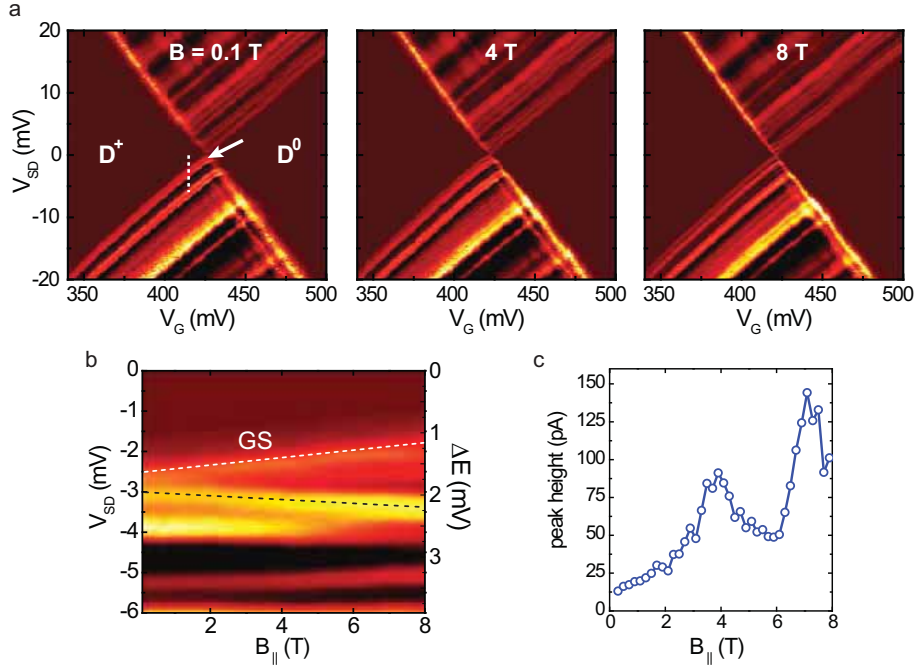 a
B = 0.1 T
4 T
8 T
20
10
0
-10
-20
V_SD (mV)
D⁺
D⁰
350 400 450 500
V_G (mV)
350 400 450 500
V_G (mV)
350 400 450 500
V_G (mV)
b
0
-1
-2
-3
-4
-5
-6
V_SD (mV)
GS
0
1
2
3
ΔE (mV)
2 4 6 8
B_|| (T)
c
150
125
100
75
50
25
0
peak height (pA)
0 2 4 6 8
B_|| (T)